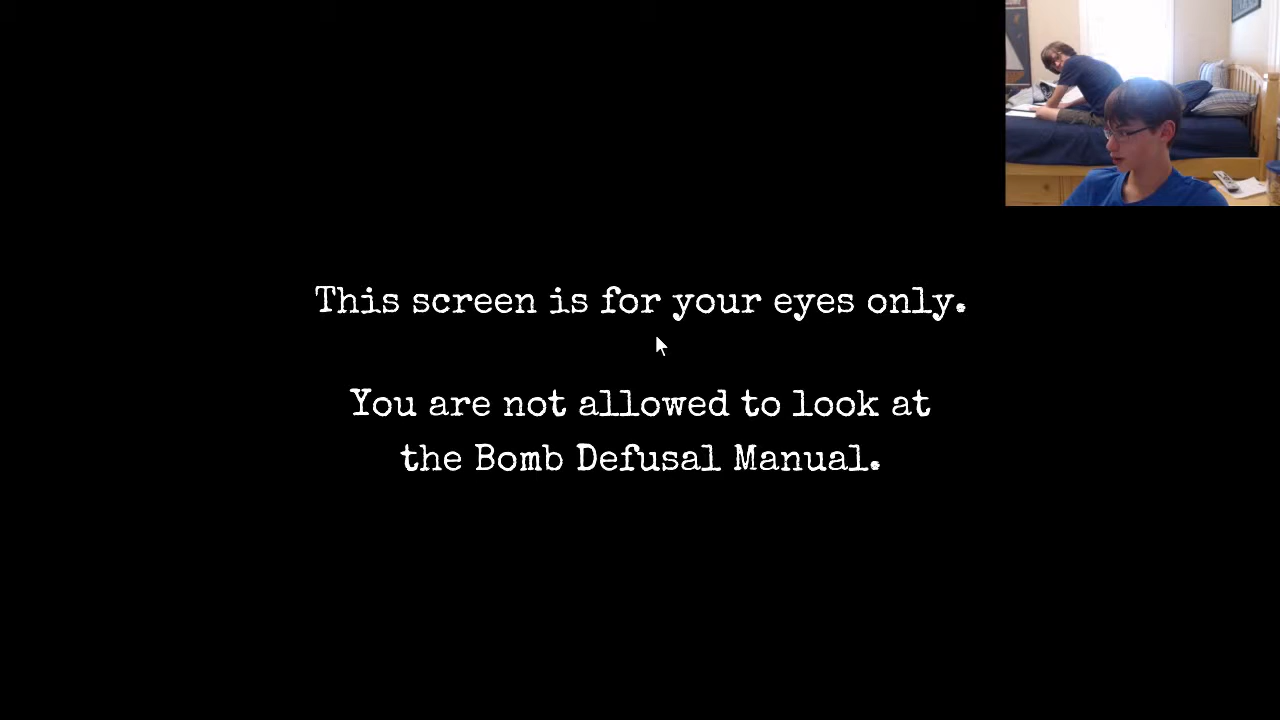 This screen is for your eyes only.
You are not allowed to look at
the Bomb Defusal Manual.